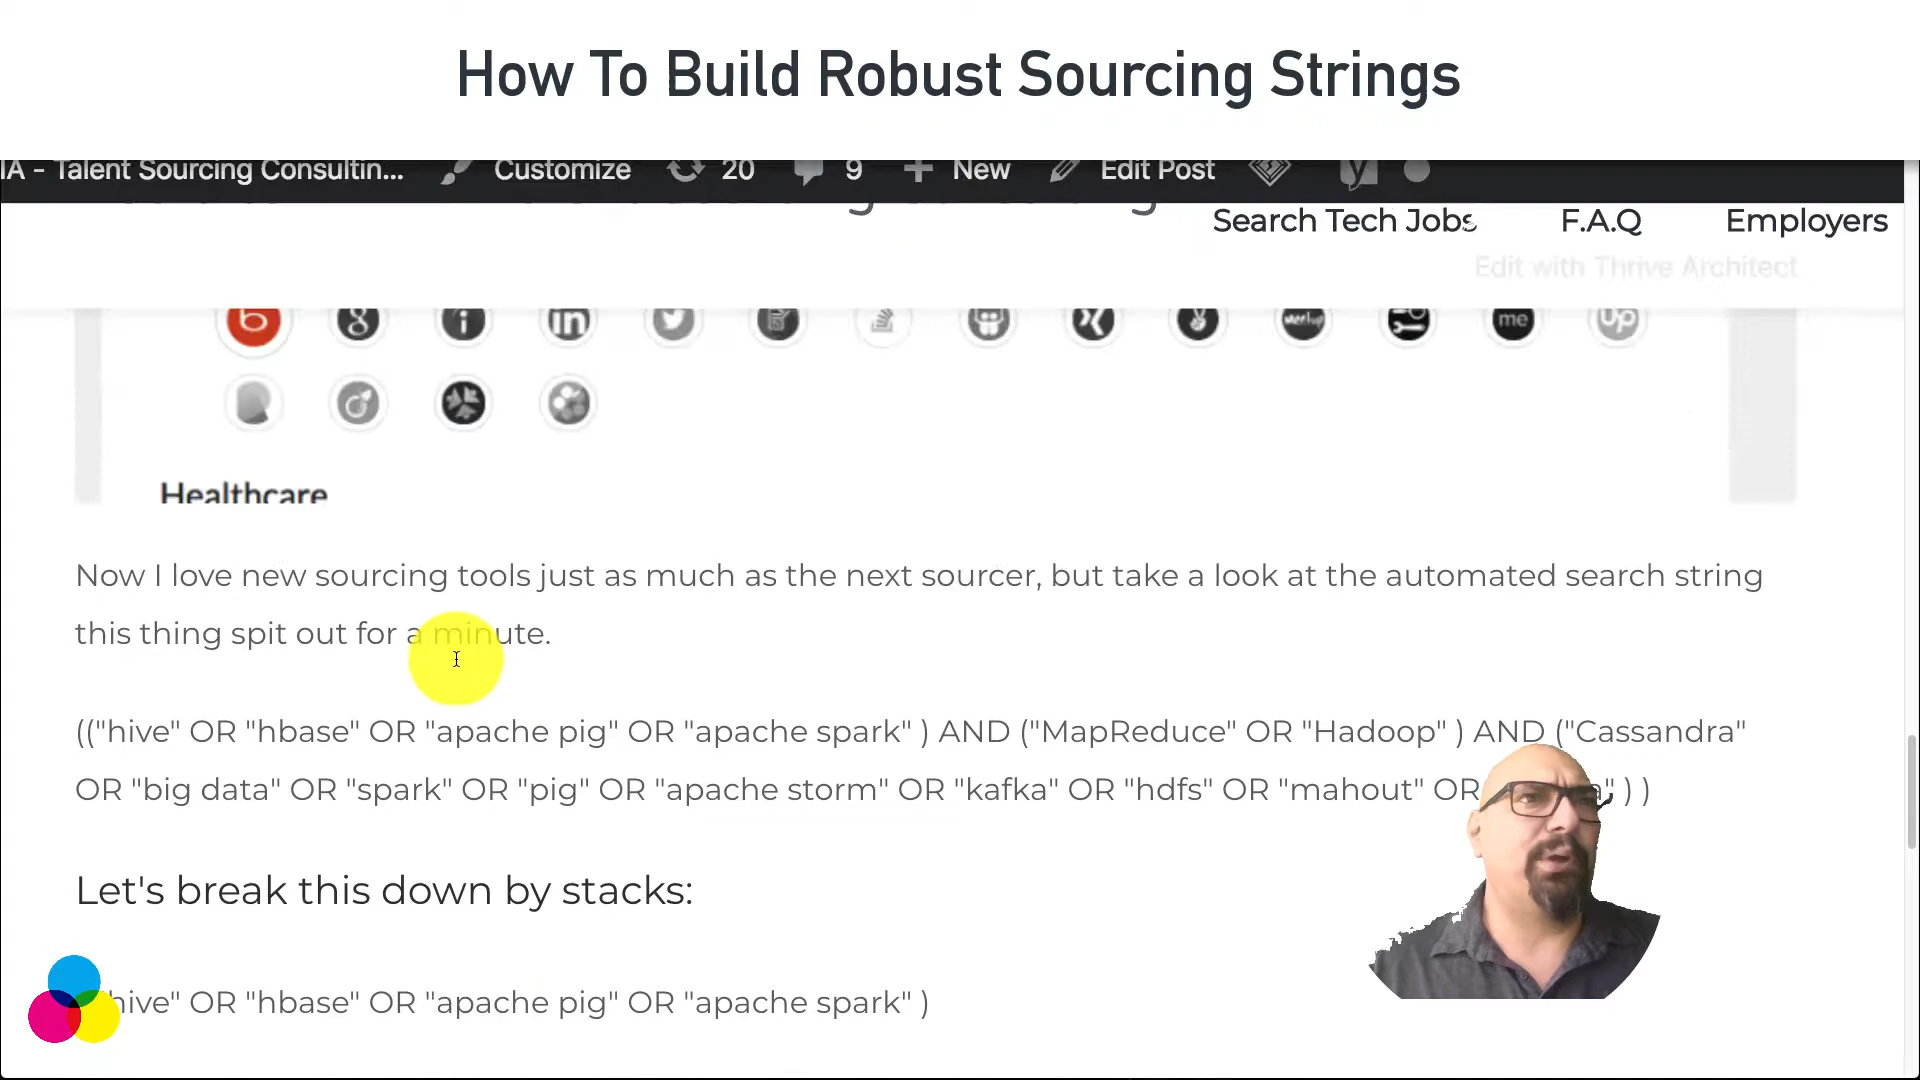 How To Build Robust Sourcing Strings
IA - Talent Sourcing Consultin... Customize 20 9 New Edit Post
Search Tech Jobs F.A.Q Employers
Edit with Thrive Architect
in
meetup me Up
Healthcare
Now I love new sourcing tools just as much as the next sourcer, but take a look at the automated search string
this thing spit out for a minute.
(("hive" OR "hbase" OR "apache pig" OR "apache spark" ) AND ("MapReduce" OR "Hadoop" ) AND ("Cassandra"
OR "big data" OR "spark" OR "pig" OR "apache storm" OR "kafka" OR "hdfs" OR "mahout" OR a" ) )
Let's break this down by stacks:
hive" OR "hbase" OR "apache pig" OR "apache spark" )